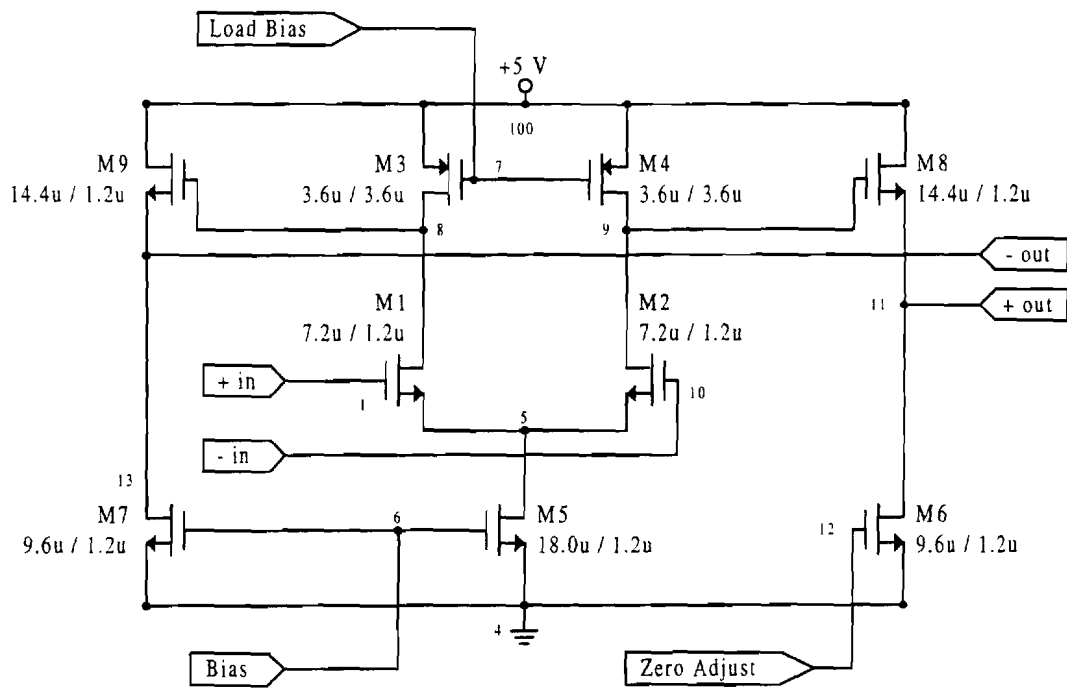 Load Bias
+5 V
100
M9
14.4u / 1.2u
M3
3.6u / 3.6u
7
M4
3.6u / 3.6u
M8
14.4u / 1.2u
8
9
- out
+ out
11
M1
7.2u / 1.2u
M2
7.2u / 1.2u
+ in
1
10
5
- in
13
M7
9.6u / 1.2u
6
M5
18.0u / 1.2u
12
M6
9.6u / 1.2u
4
Bias
Zero Adjust